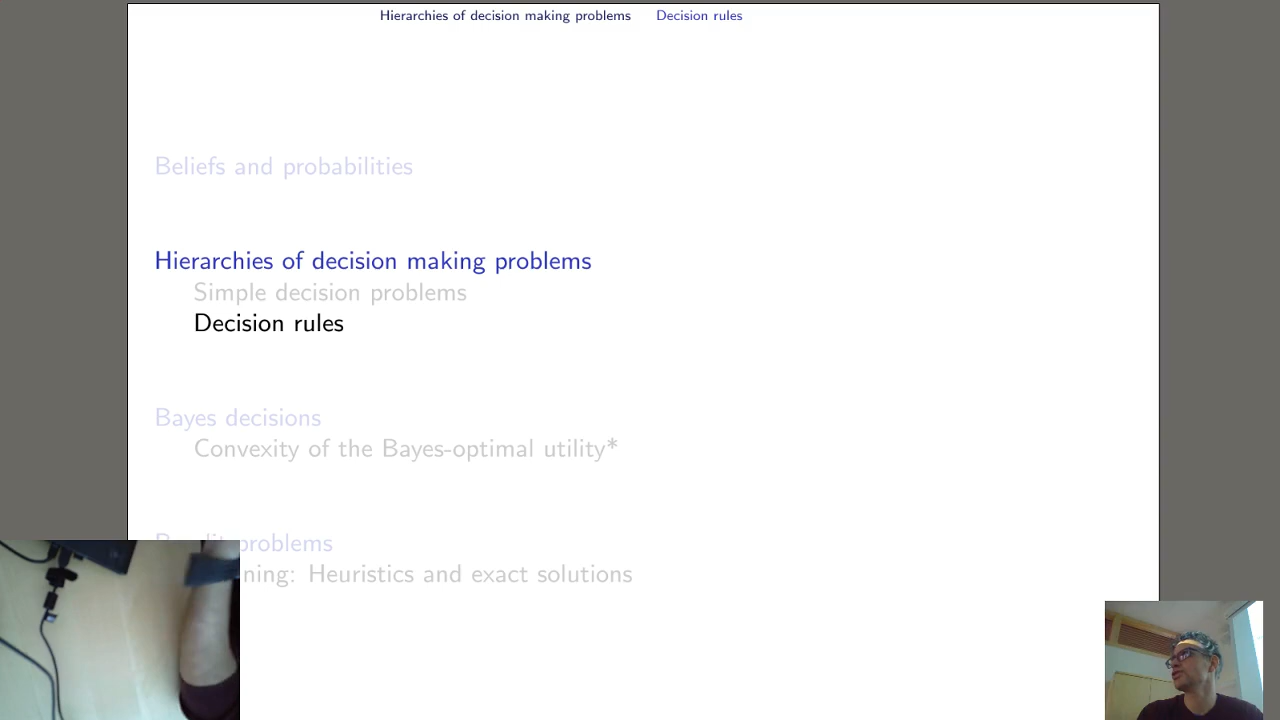 Hierarchies of decision making problems Decision rules
Beliefs and probabilities
Hierarchies of decision making problems
Simple decision problems
Decision rules
Bayes decisions
Convexity of the Bayes-optimal utility*
problems
Heuristics and exact solutions